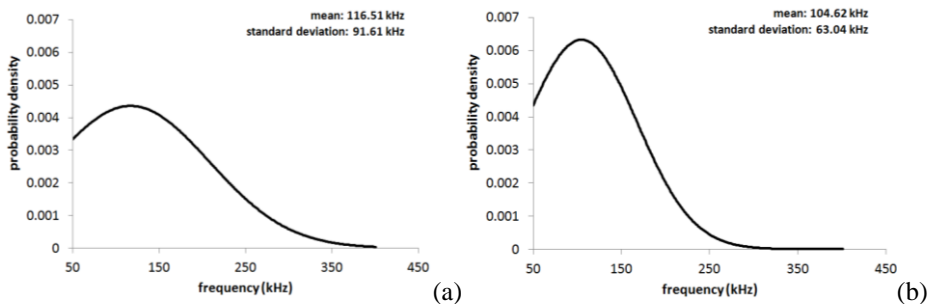 mean: 116.51 kHz
standard deviation: 91.61 kHz
0.007
0.006
0.005
0.004
0.003
0.002
0.001
0
probability density
50
150
250
350
450
frequency (kHz)
(a)
mean: 104.62 kHz
standard deviation: 63.04 kHz
0.007
0.006
0.005
0.004
0.003
0.002
0.001
0
probability density
50
150
250
350
450
frequency (kHz)
(b)